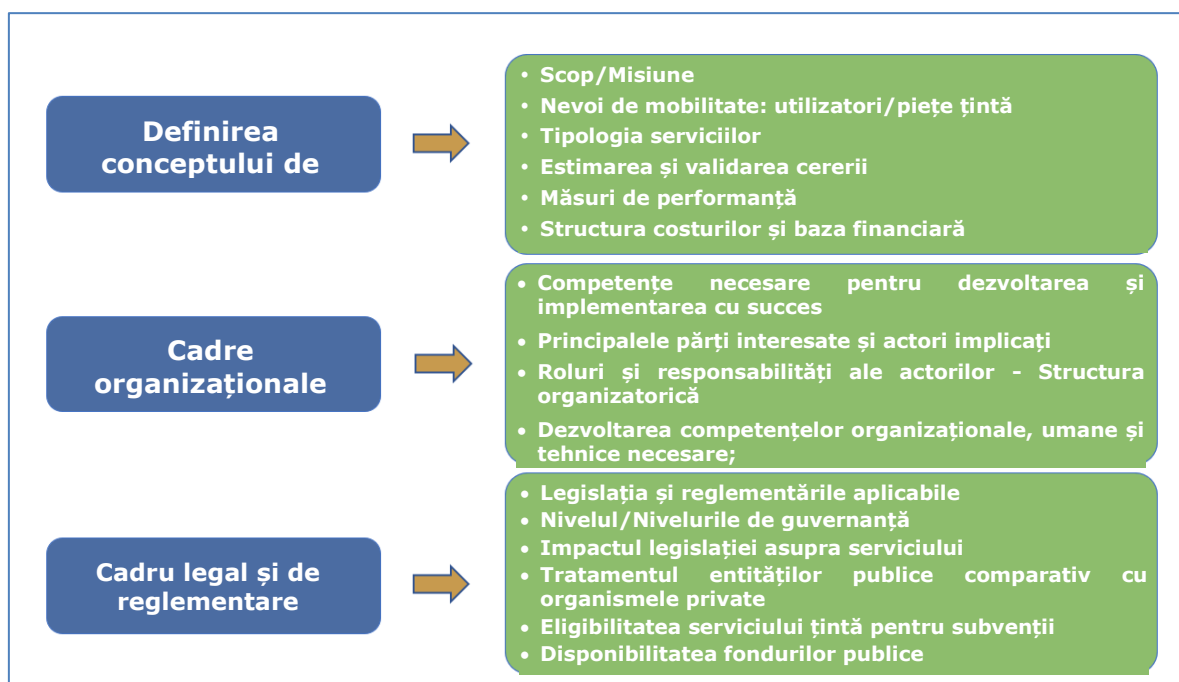 Definirea
conceptului de
• Scop/Misiune
• Nevoi de mobilitate: utilizatori/piețe țintă
• Tipologia serviciilor
• Estimarea și validarea cererii
• Măsuri de performanță
• Structura costurilor și baza financiară
Cadre
organizaționale
• Competențe necesare pentru dezvoltarea și
implementarea cu succes
• Principalele părți interesate și actori implicați
• Roluri și responsabilități ale actorilor - Structura
organizatorică
• Dezvoltarea competențelor organizaționale, umane și
tehnice necesare;
Cadru legal și de
reglementare
• Legislația și reglementările aplicabile
• Nivelul/Nivelurile de guvernanță
• Impactul legislației asupra serviciului
• Tratamentul entităților publice comparativ cu
organismele private
• Eligibilitatea serviciului țintă pentru subvenții
• Disponibilitatea fondurilor publice